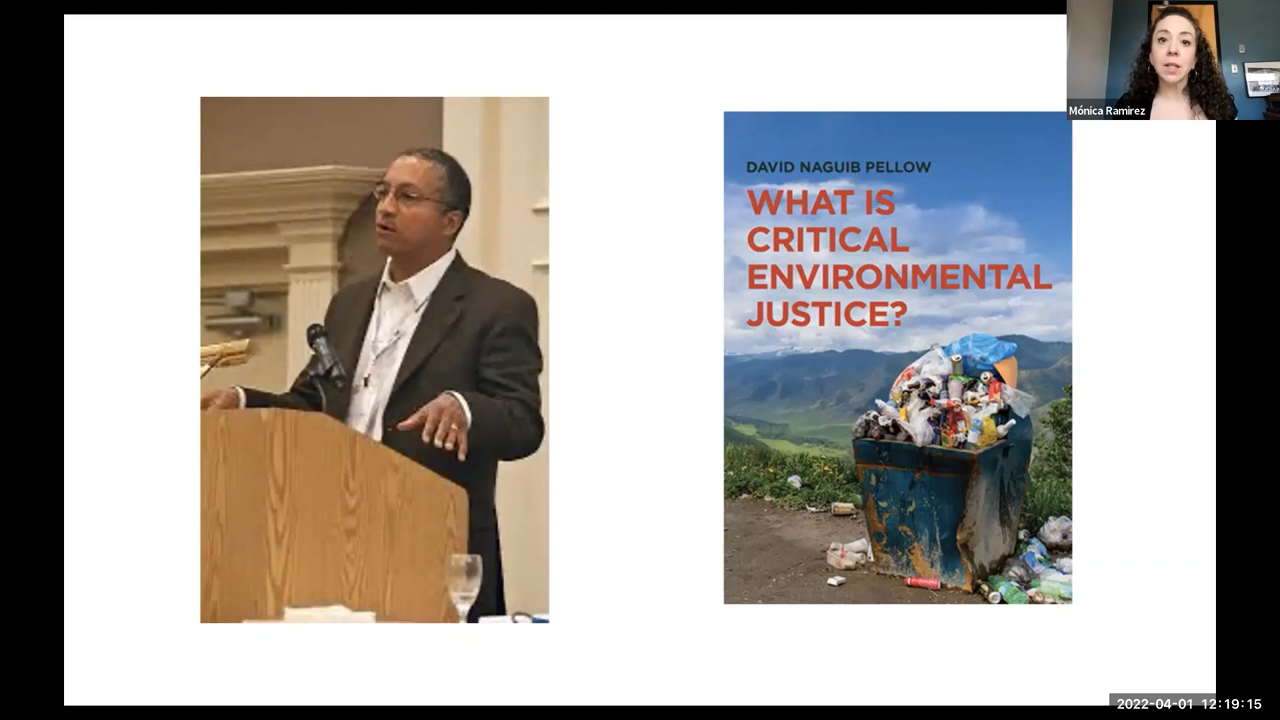 Mónica Ramirez
DAVID NAGUIB PELLOW
WHAT IS
CRITICAL
ENVIRONMENTAL
JUSTICE?
2022-04-01 12:19:15